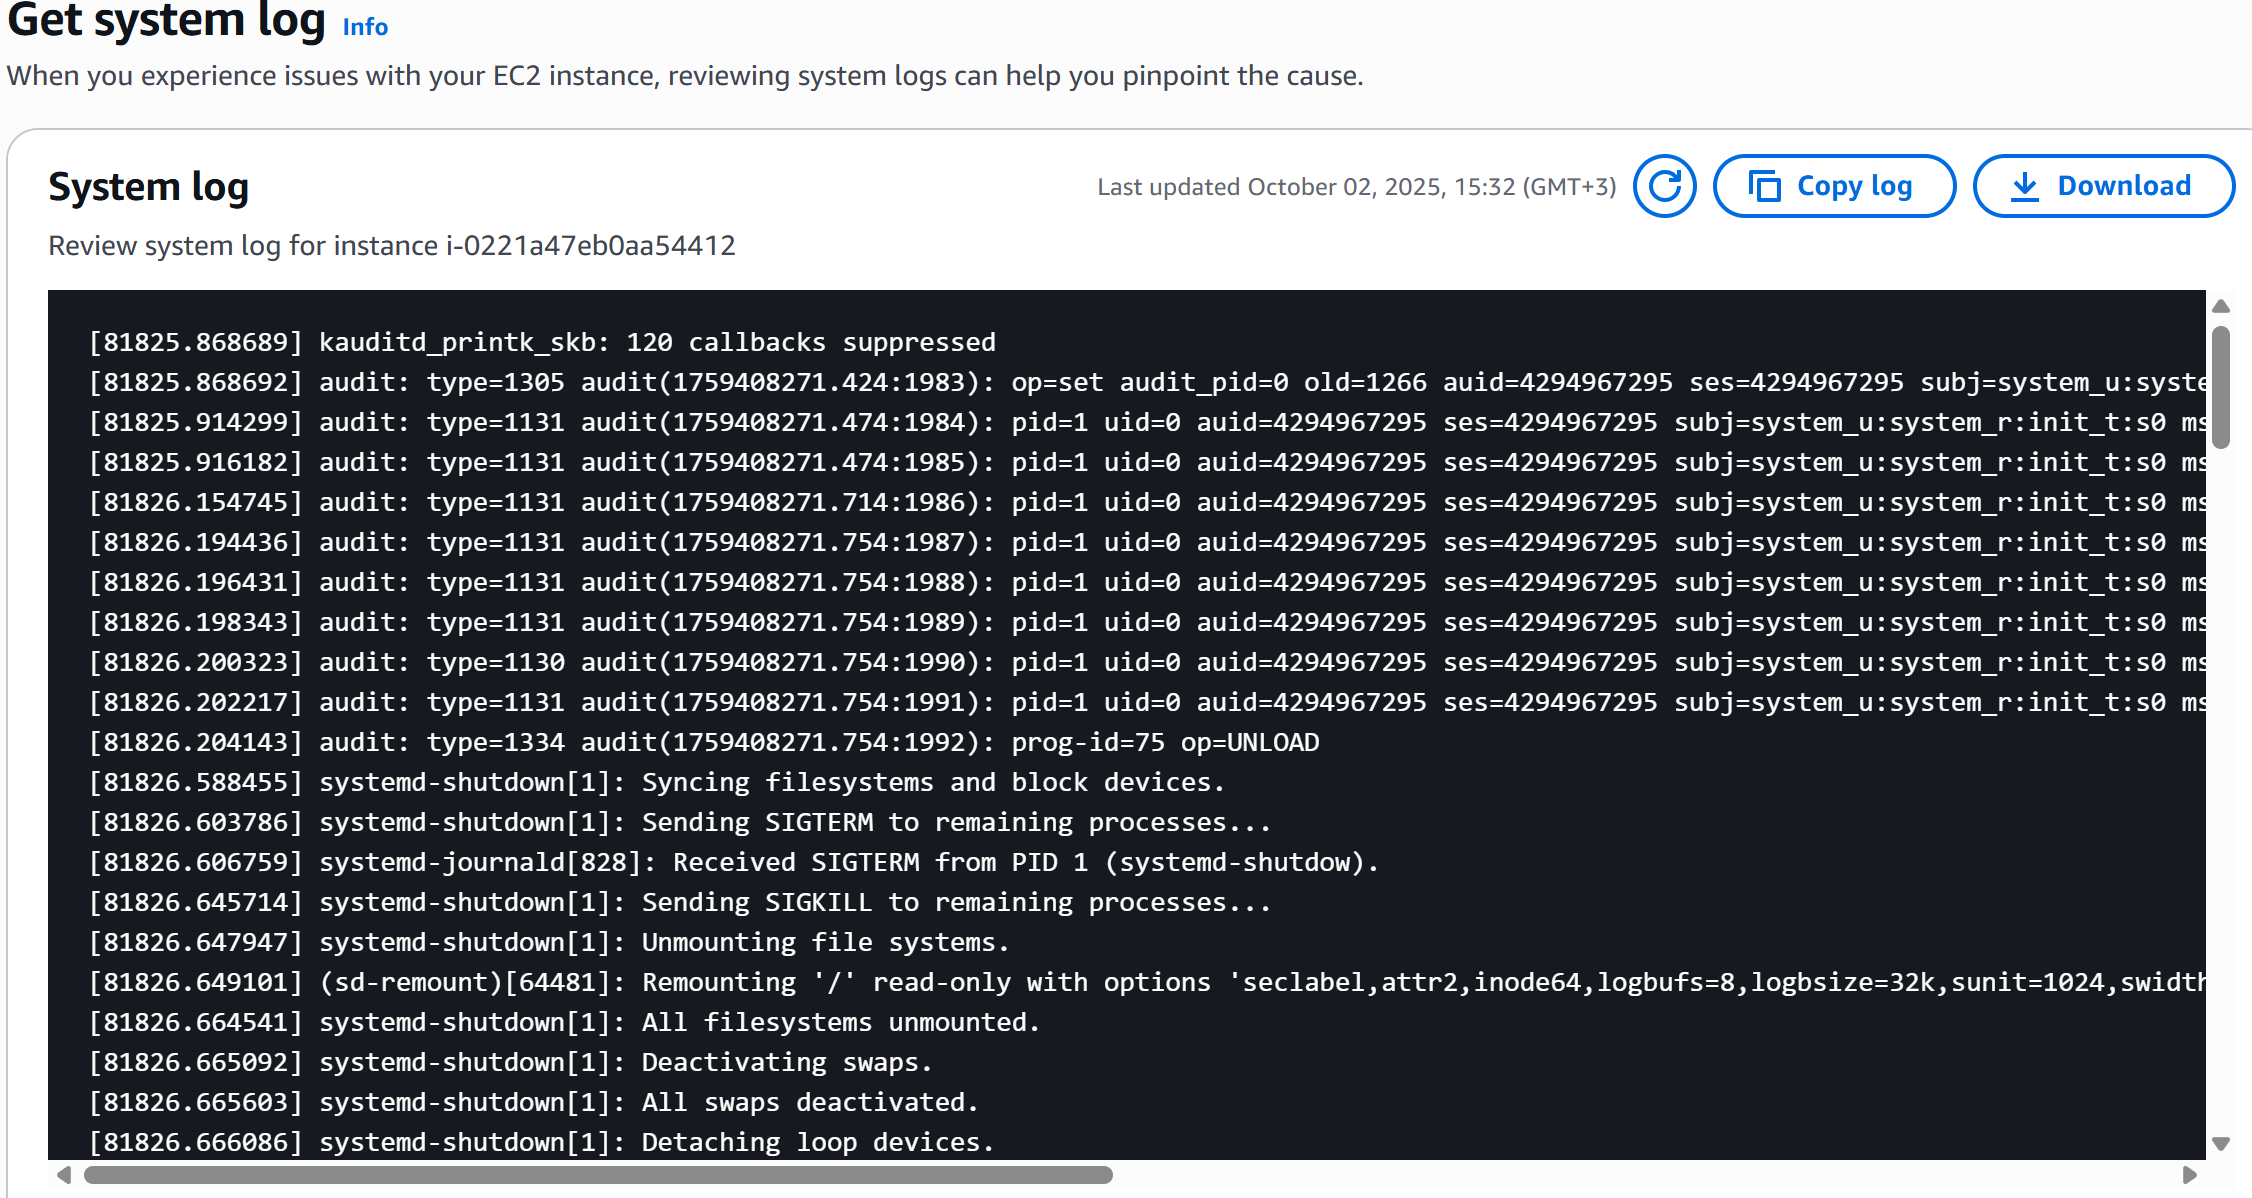 Get system log Info
When you experience issues with your EC2 instance, reviewing system logs can help you pinpoint the cause.
System log
Last updated October 02, 2025, 15:32 (GMT+3)
Copy log
Download
Review system log for instance i-0221a47eb0aa54412
[81825.868689] kauditd_printk_skb: 120 callbacks suppressed
[81825.868692] audit: type=1305 audit(1759408271.424:1983): op=set audit_pid=0 old=1266 auid=4294967295 ses=4294967295 subj=system_u:syste
[81825.914299] audit: type=1131 audit(1759408271.474:1984): pid=1 uid=0 auid=4294967295 ses=4294967295 subj=system_u:system_r:init_t:s0 ms
[81825.916182] audit: type=1131 audit(1759408271.474:1985): pid=1 uid=0 auid=4294967295 ses=4294967295 subj=system_u:system_r:init_t:s0 ms
[81826.154745] audit: type=1131 audit(1759408271.714:1986): pid=1 uid=0 auid=4294967295 ses=4294967295 subj=system_u:system_r:init_t:s0 ms
[81826.194436] audit: type=1131 audit(1759408271.754:1987): pid=1 uid=0 auid=4294967295 ses=4294967295 subj=system_u:system_r:init_t:s0 ms
[81826.196431] audit: type=1131 audit(1759408271.754:1988): pid=1 uid=0 auid=4294967295 ses=4294967295 subj=system_u:system_r:init_t:s0 ms
[81826.198343] audit: type=1131 audit(1759408271.754:1989): pid=1 uid=0 auid=4294967295 ses=4294967295 subj=system_u:system_r:init_t:s0 ms
[81826.200323] audit: type=1130 audit(1759408271.754:1990): pid=1 uid=0 auid=4294967295 ses=4294967295 subj=system_u:system_r:init_t:s0 ms
[81826.202217] audit: type=1131 audit(1759408271.754:1991): pid=1 uid=0 auid=4294967295 ses=4294967295 subj=system_u:system_r:init_t:s0 ms
[81826.204143] audit: type=1334 audit(1759408271.754:1992): prog-id=75 op=UNLOAD
[81826.588455] systemd-shutdown[1]: Syncing filesystems and block devices.
[81826.603786] systemd-shutdown[1]: Sending SIGTERM to remaining processes...
[81826.606759] systemd-journald[828]: Received SIGTERM from PID 1 (systemd-shutdow).
[81826.645714] systemd-shutdown[1]: Sending SIGKILL to remaining processes...
[81826.647947] systemd-shutdown[1]: Unmounting file systems.
[81826.649101] (sd-remount)[64481]: Remounting '/' read-only with options 'seclabel,attr2,inode64,logbufs=8,logbsize=32k,sunit=1024,swidth
[81826.664541] systemd-shutdown[1]: All filesystems unmounted.
[81826.665092] systemd-shutdown[1]: Deactivating swaps.
[81826.665603] systemd-shutdown[1]: All swaps deactivated.
[81826.666086] systemd-shutdown[1]: Detaching loop devices.